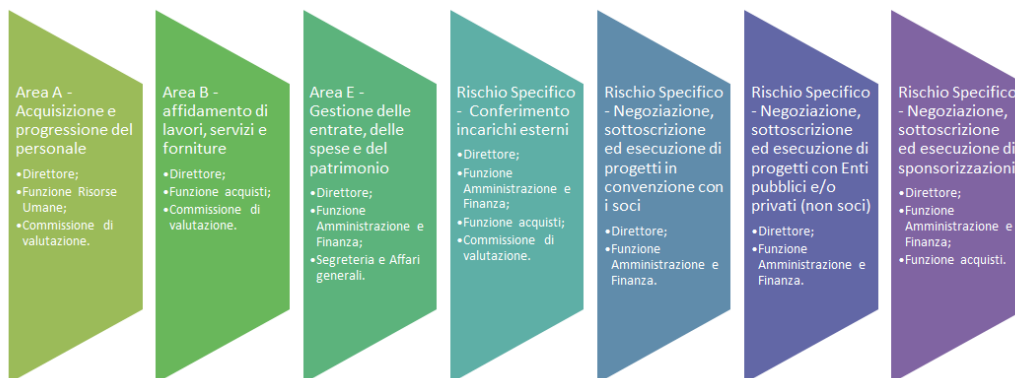 Area A -
Acquisizione e
progressione del
personale
•Direttore;
•Funzione Risorse
Umane;
•Commissione di
valutazione.
Area B -
affidamento di
lavori, servizi e
forniture
•Direttore;
•Funzione acquisti;
•Commissione di
valutazione.
Area E -
Gestione delle
entrate, delle
spese e del
patrimonio
•Direttore;
•Funzione
Amministrazione e
Finanza;
•Segreteria e Affari
generali.
Rischio Specifico
- Conferimento
incarichi esterni
•Direttore;
•Funzione
Amministrazione e
Finanza;
•Funzione acquisti;
•Commissione di
valutazione.
Rischio Specifico
- Negoziazione,
sottoscrizione
ed esecuzione di
progetti in
convenzione con
i soci
•Direttore;
•Funzione
Amministrazione e
Finanza.
Rischio Specifico
- Negoziazione,
sottoscrizione
ed esecuzione di
progetti con Enti
pubblici e/o
privati (non soci)
•Direttore;
•Funzione
Amministrazione e
Finanza.
Rischio Specifico
- Negoziazione,
sottoscrizione
ed esecuzione di
sponsorizzazioni
•Direttore;
•Funzione
Amministrazione e
Finanza;
•Funzione acquisti.